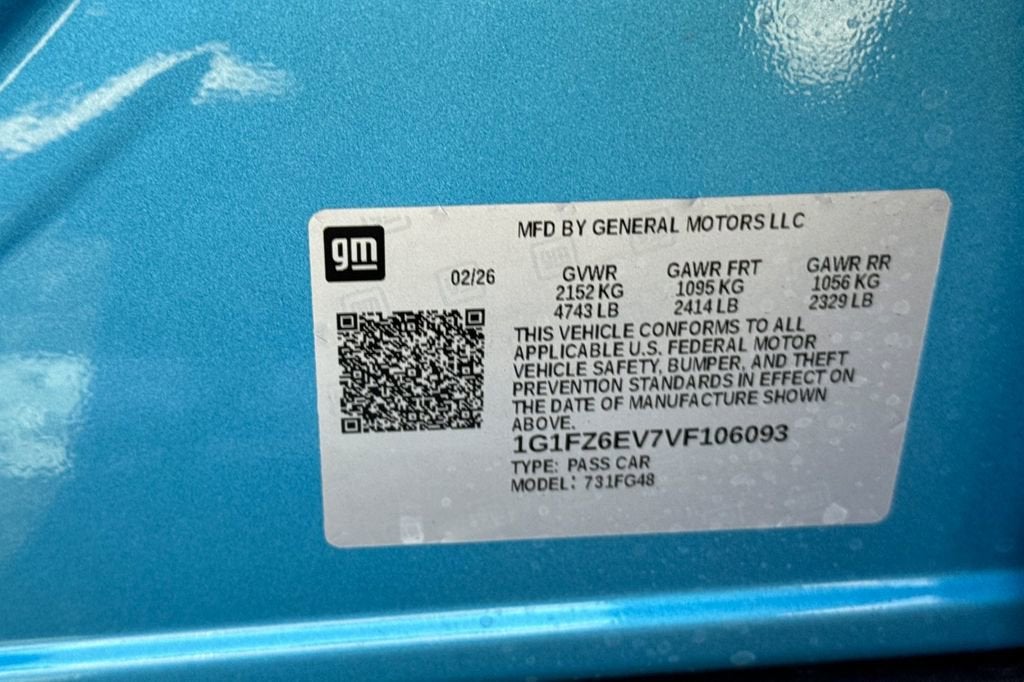 MFD BY GENERAL MOTORS LLC
gm
02/26
GVWR
2152 KG
4743 LB
GAWR FRT
1095 KG
2414 LB
GAWR RR
1056 KG
2329 LB
THIS VEHICLE CONFORMS TO ALL
APPLICABLE U.S. FEDERAL MOTOR
VEHICLE SAFETY, BUMPER, AND THEFT
PREVENTION STANDARDS IN EFFECT ON
THE DATE OF MANUFACTURE SHOWN
ABOVE.
1G1FZ6EV7VF106093
TYPE: PASS CAR
MODEL: 731FG48